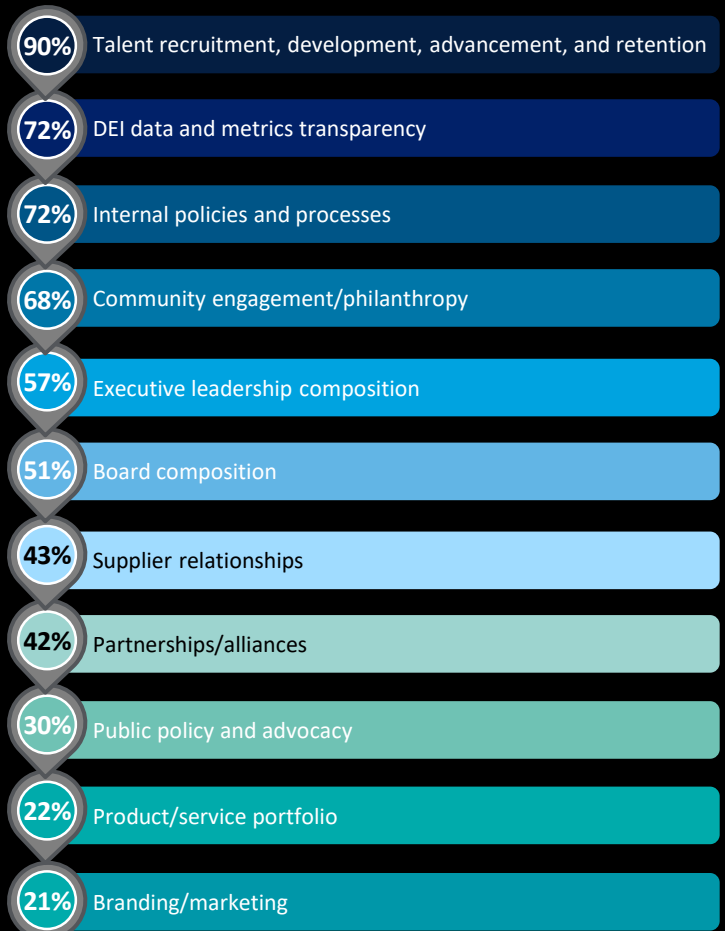 90% Talent recruitment, development, advancement, and retention
72% DEI data and metrics transparency
72% Internal policies and processes
68% Community engagement/philanthropy
57% Executive leadership composition
51% Board composition
43% Supplier relationships
42% Partnerships/alliances
30% Public policy and advocacy
22% Product/service portfolio
21% Branding/marketing